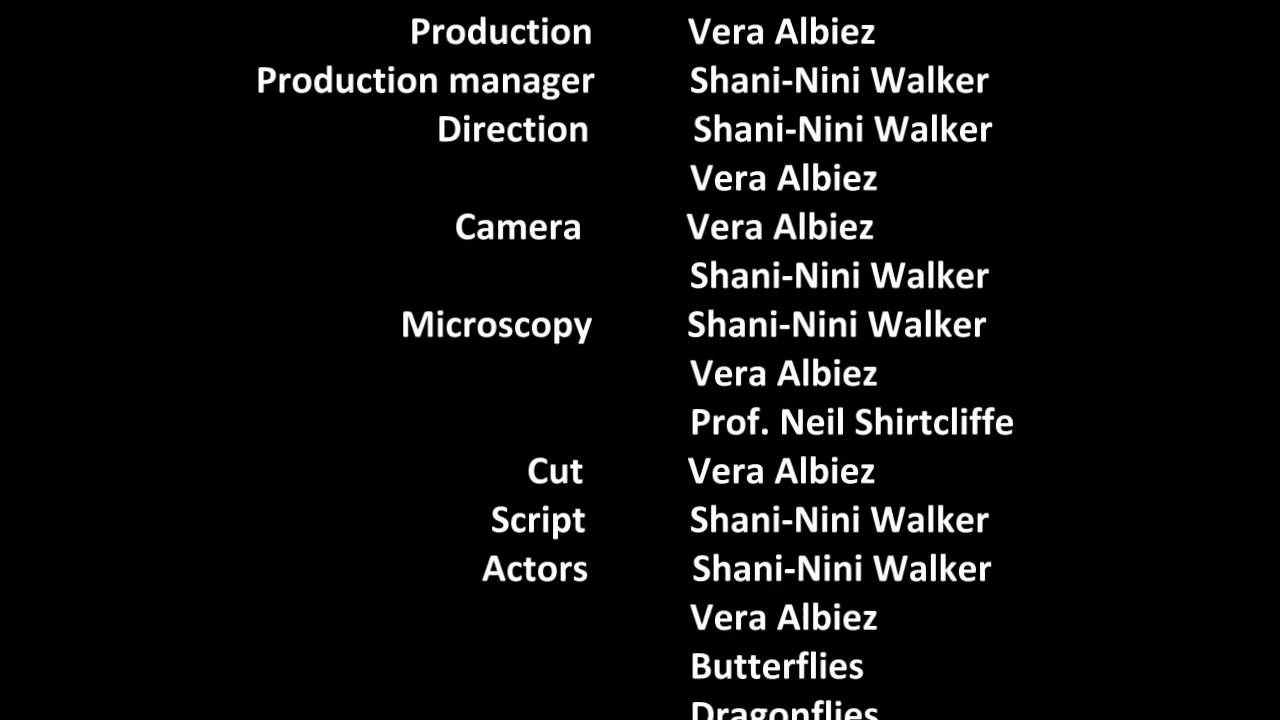 Production Vera Albiez
Production manager Shani-Nini Walker
Direction Shani-Nini Walker
Vera Albiez
Camera Vera Albiez
Shani-Nini Walker
Microscopy Shani-Nini Walker
Vera Albiez
Prof. Neil Shirtcliffe
Cut Vera Albiez
Script Shani-Nini Walker
Actors Shani-Nini Walker
Vera Albiez
Butterflies
Dragonflies